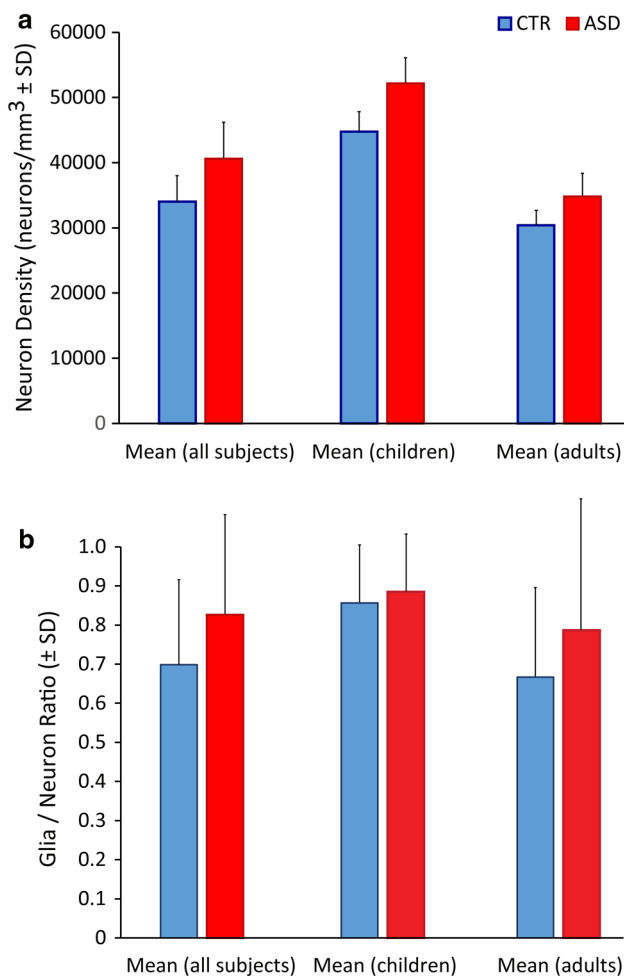 a
CTR ASD
Neuron Density (neurons/mm³ ± SD)
60000
50000
40000
30000
20000
10000
0
Mean (all subjects) Mean (children) Mean (adults)
b
Glia / Neuron Ratio (± SD)
1.0
0.9
0.8
0.7
0.6
0.5
0.4
0.3
0.2
0.1
0
Mean (all subjects) Mean (children) Mean (adults)